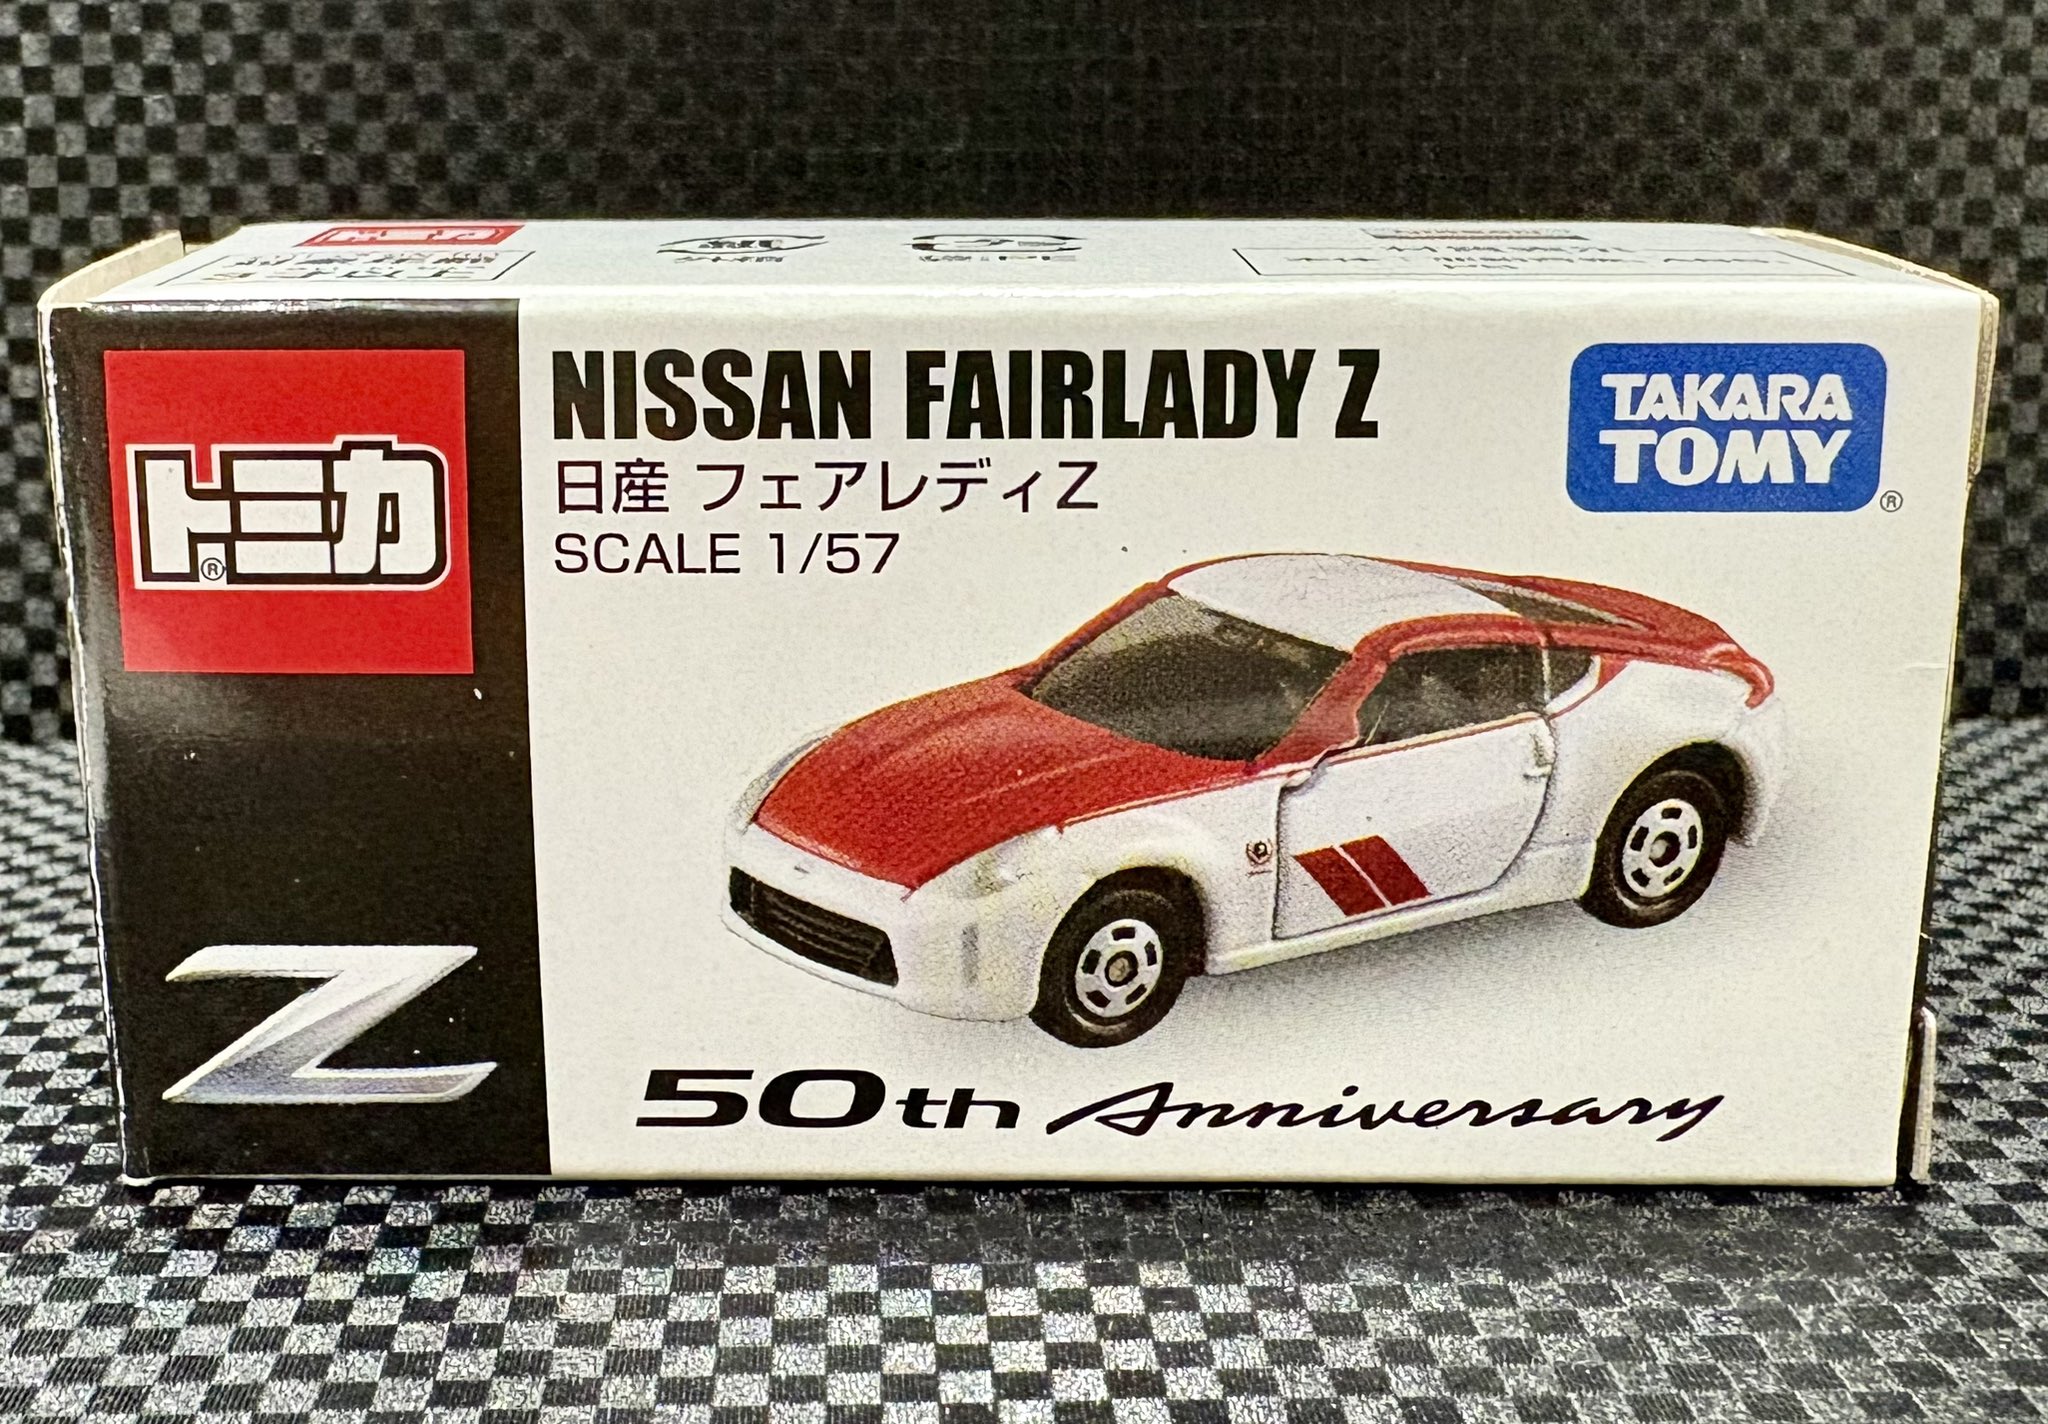 トミカ®
NISSAN FAIRLADY Z
日産 フェアレディZ
SCALE 1/57
TAKARA
TOMY®
Z
50th Anniversary